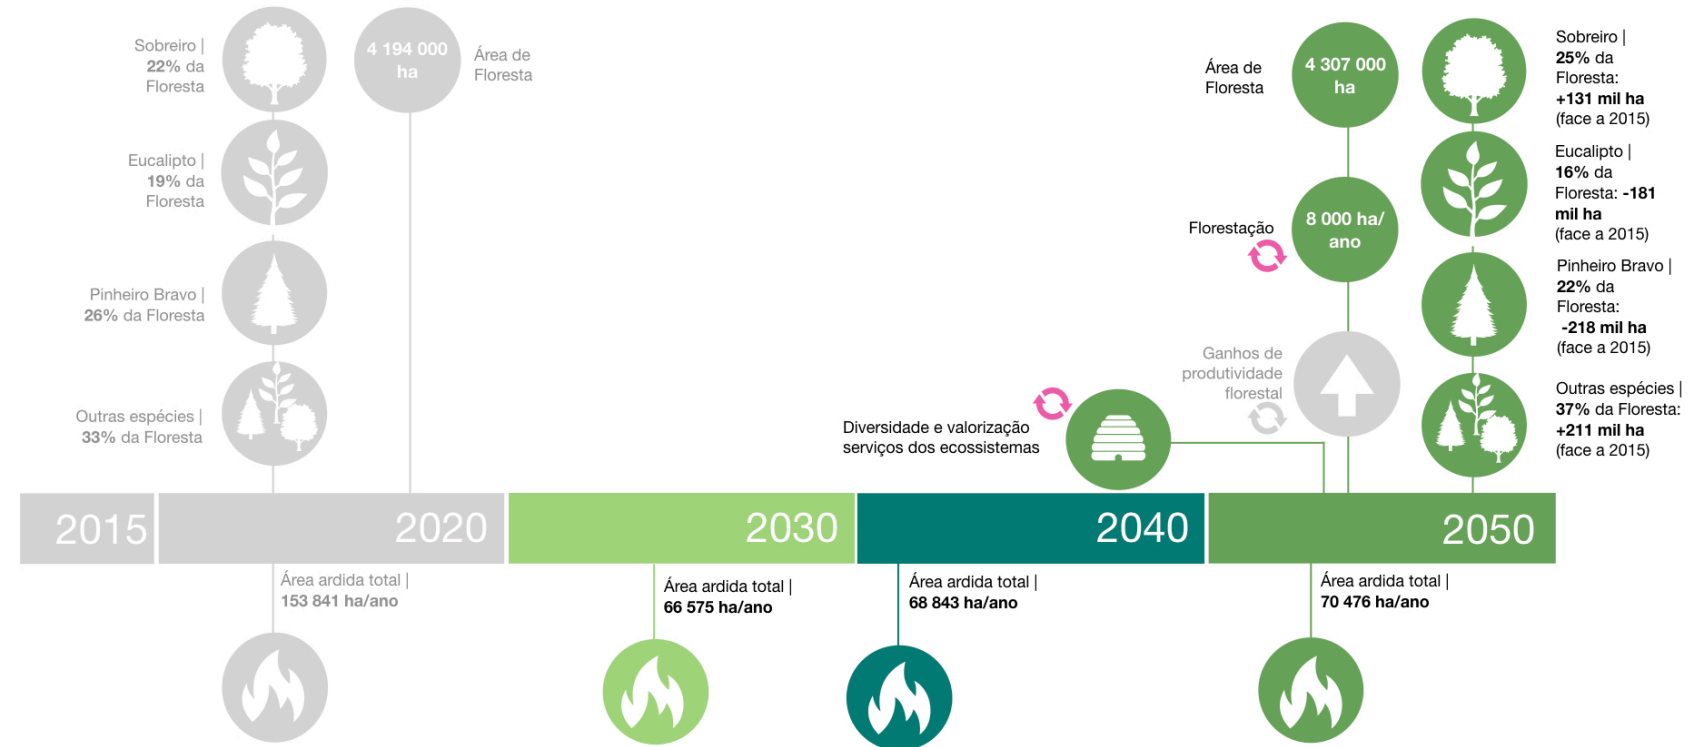 Sobreiro |
22% da
Floresta
4 194 000
ha
Área de
Floresta
Eucalipto |
19% da
Floresta
Pinheiro Bravo |
26% da Floresta
Outras espécies |
33% da Floresta
Área de
Floresta
4 307 000
ha
Sobreiro |
25% da
Floresta:
+131 mil ha
(face a 2015)
Florestação
8 000 ha/
ano
Eucalipto |
16% da
Floresta: -181
mil ha
(face a 2015)
Ganhos de
produtividade
florestal
Pinheiro Bravo |
22% da
Floresta:
-218 mil ha
(face a 2015)
Diversidade e valorização
serviços dos ecossistemas
Outras espécies |
37% da Floresta:
+211 mil ha
(face a 2015)
2015
2020
2030
2040
2050
Área ardida total |
153 841 ha/ano
Área ardida total |
66 575 ha/ano
Área ardida total |
68 843 ha/ano
Área ardida total |
70 476 ha/ano